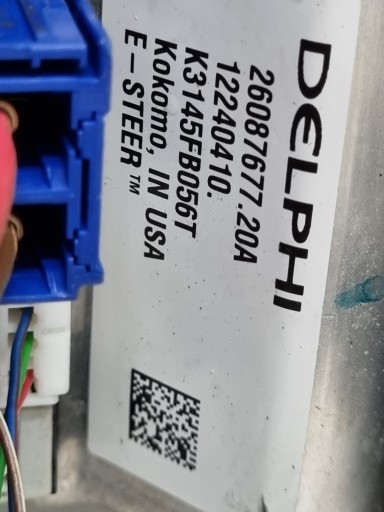 DELPHI
26087677.20A
12240410.
K3145FB056T
Kokomo, IN USA
E-STEER™